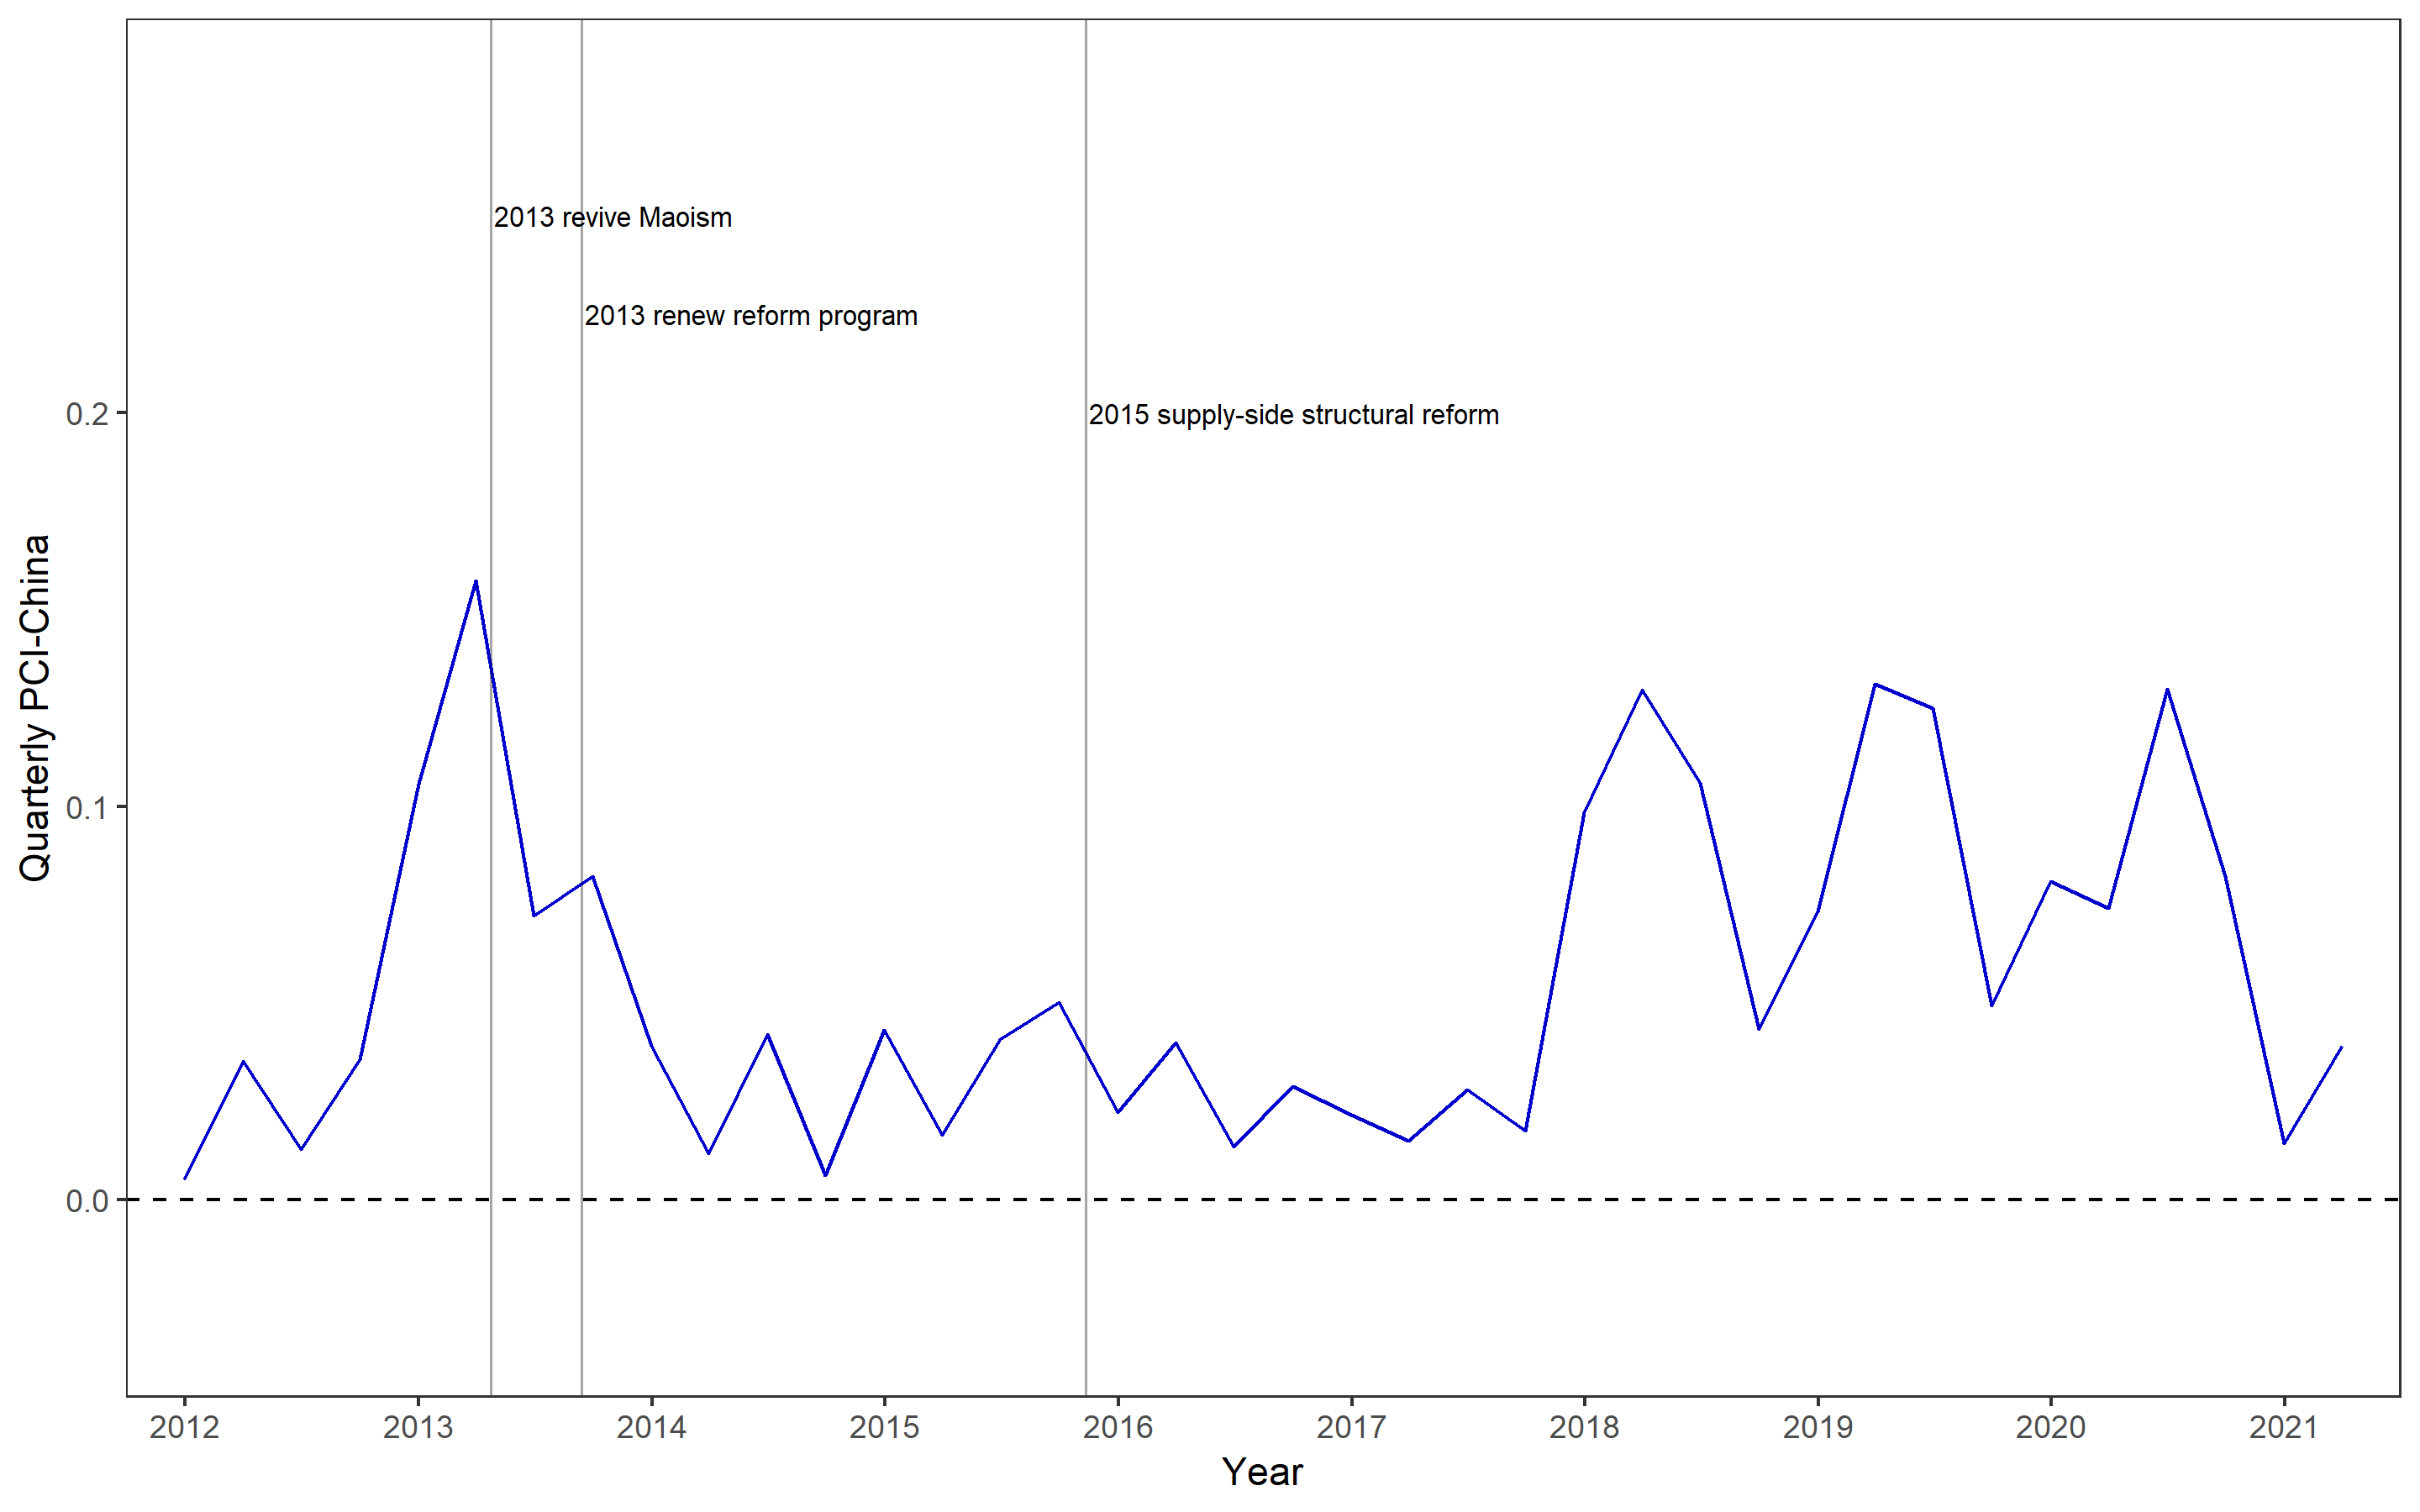 2013 revive Maoism
2013 renew reform program
2015 supply-side structural reform
Quarterly PCI-China
0.2
0.1
0.0
2012 2013 2014 2015 2016 2017 2018 2019 2020 2021
Year